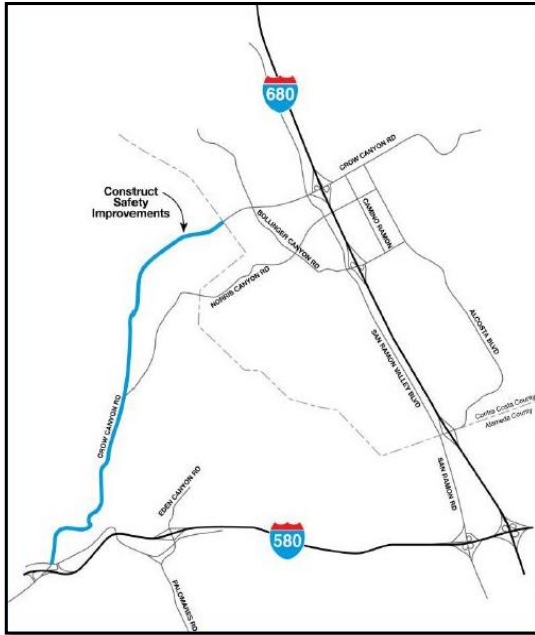 680
CROW CANYON RD
Construct
Safety
Improvements
CAMINO RAMON
BOLLINGER CANYON RD
NORRIS CANYON RD
ALCOSTA BLVD
SAN RAMON VALLEY BLVD
CROW CANYON RD
Contra Costa County
Alameda County
SAN RAMON RD
EDEN CANYON RD
580
PALOMARES RD